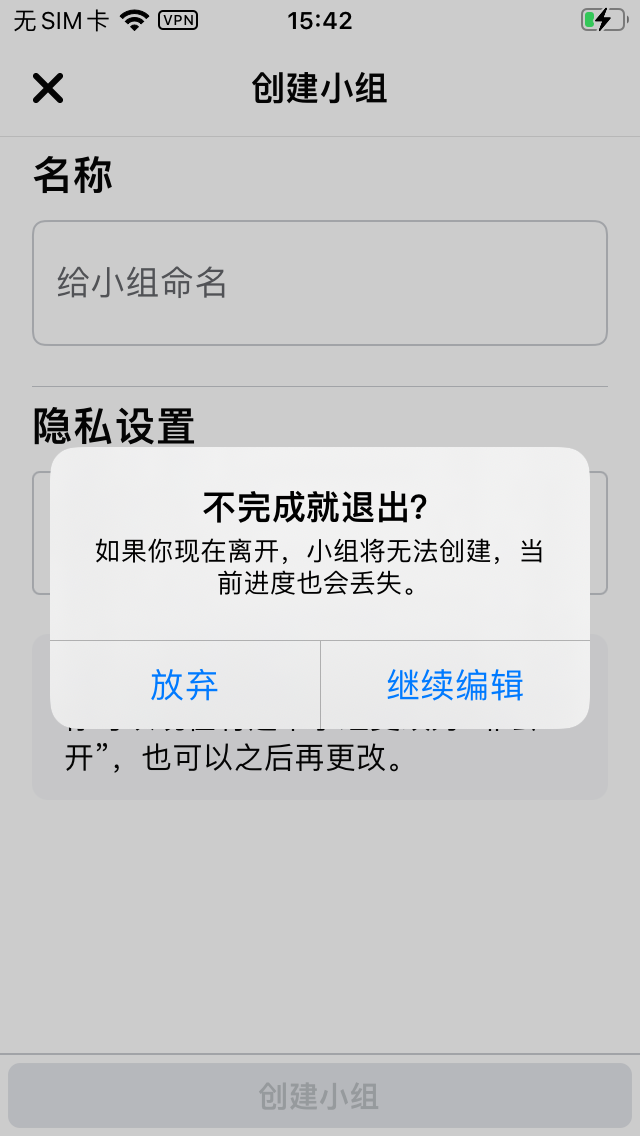 无SIM卡 VPN 15:42
创建小组
名称
给小组命名
隐私设置
不完成就退出?
如果你现在离开，小组将无法创建，当
前进度也会丢失。
放弃 继续编辑
开”，也可以之后再更改。
创建小组